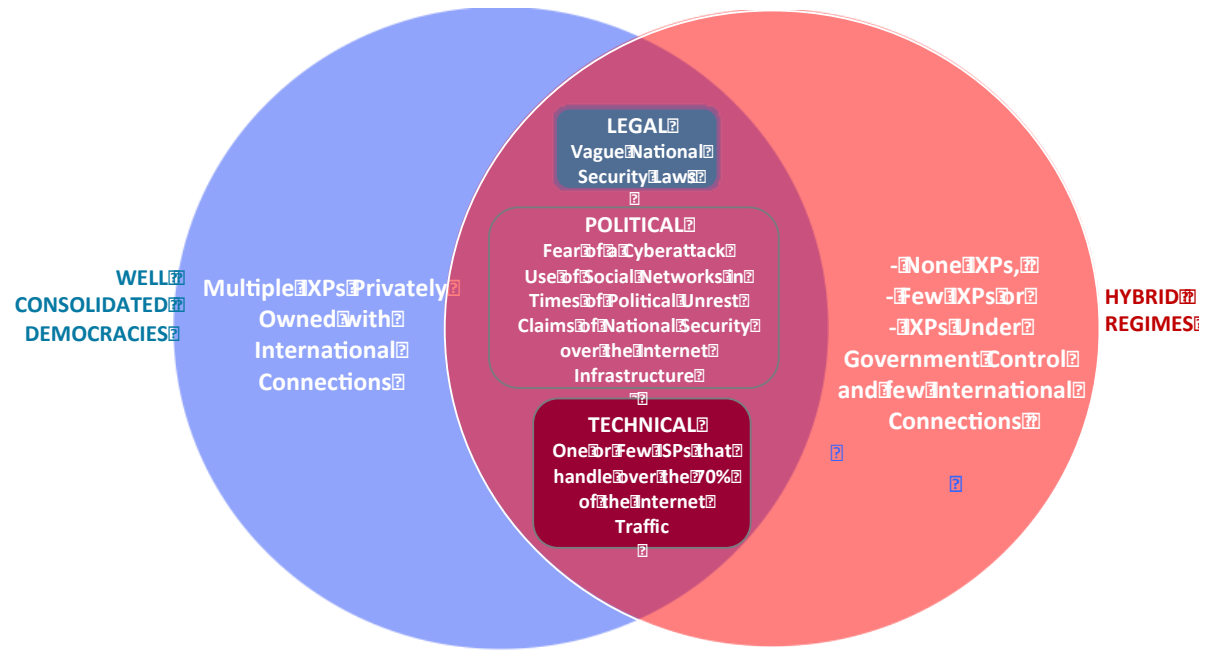 LEGAL
Vague National
Security Laws
POLITICAL
Fear of a Cyberattack
Use of Social Networks in
Times of Political Unrest
Claims of National Security
over the Internet
Infrastructure
TECHNICAL
One or Few ISPs that
handle over the 70%
of the Internet
Traffic
WELL
CONSOLIDATED
DEMOCRACIES
Multiple IXPs Privately
Owned with
International
Connections
- None IXPs,
- Few IXPs or
- IXPs Under
Government Control
and few International
Connections
HYBRID
REGIMES